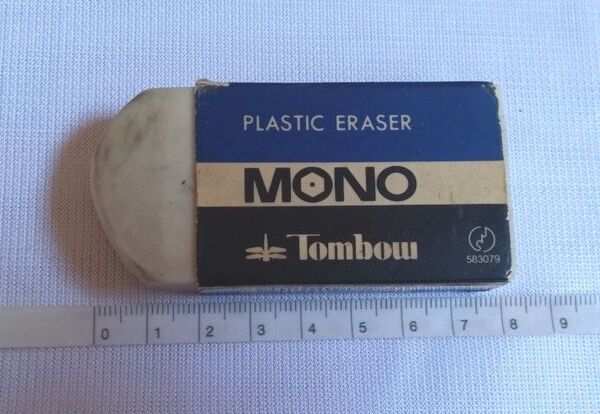 PLASTIC ERASER
MONO
Tombow
583079
0 1 2 3 4 5 6 7 8 9